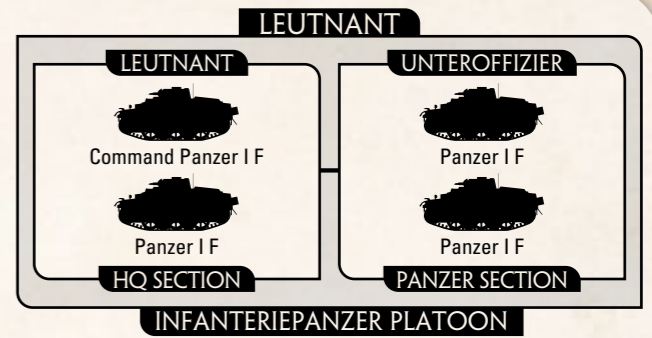 LEUTNANT
LEUTNANT
Command Panzer I F
Panzer I F
HQ SECTION
UNTEROFFIZIER
Panzer I F
Panzer I F
PANZER SECTION
INFANTERIEPANZER PLATOON